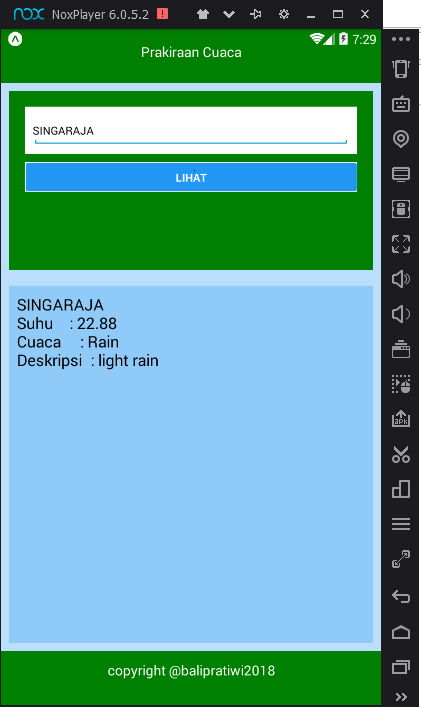 nox NoxPlayer 6.0.5.2
7:29
Prakiraan Cuaca
SINGARAJA
LIHAT
SINGARAJA
Suhu : 22.88
Cuaca : Rain
Deskripsi : light rain
copyright @balipratiwi2018